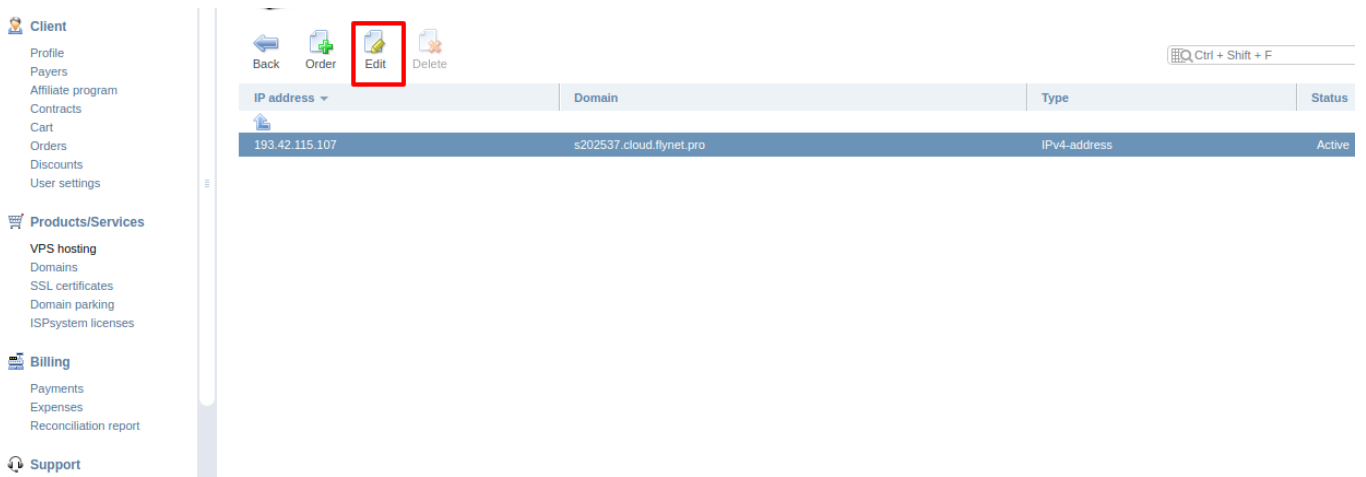 Client
Profile
Payers
Affiliate program
Contracts
Cart
Orders
Discounts
User settings
Products/Services
VPS hosting
Domains
SSL certificates
Domain parking
ISPsystem licenses
Billing
Payments
Expenses
Reconciliation report
Support
Back Order Edit Delete
Ctrl + Shift + F
IP address Domain Type Status
193.42.115.107 s202537.cloud.flynet.pro IPv4-address Active